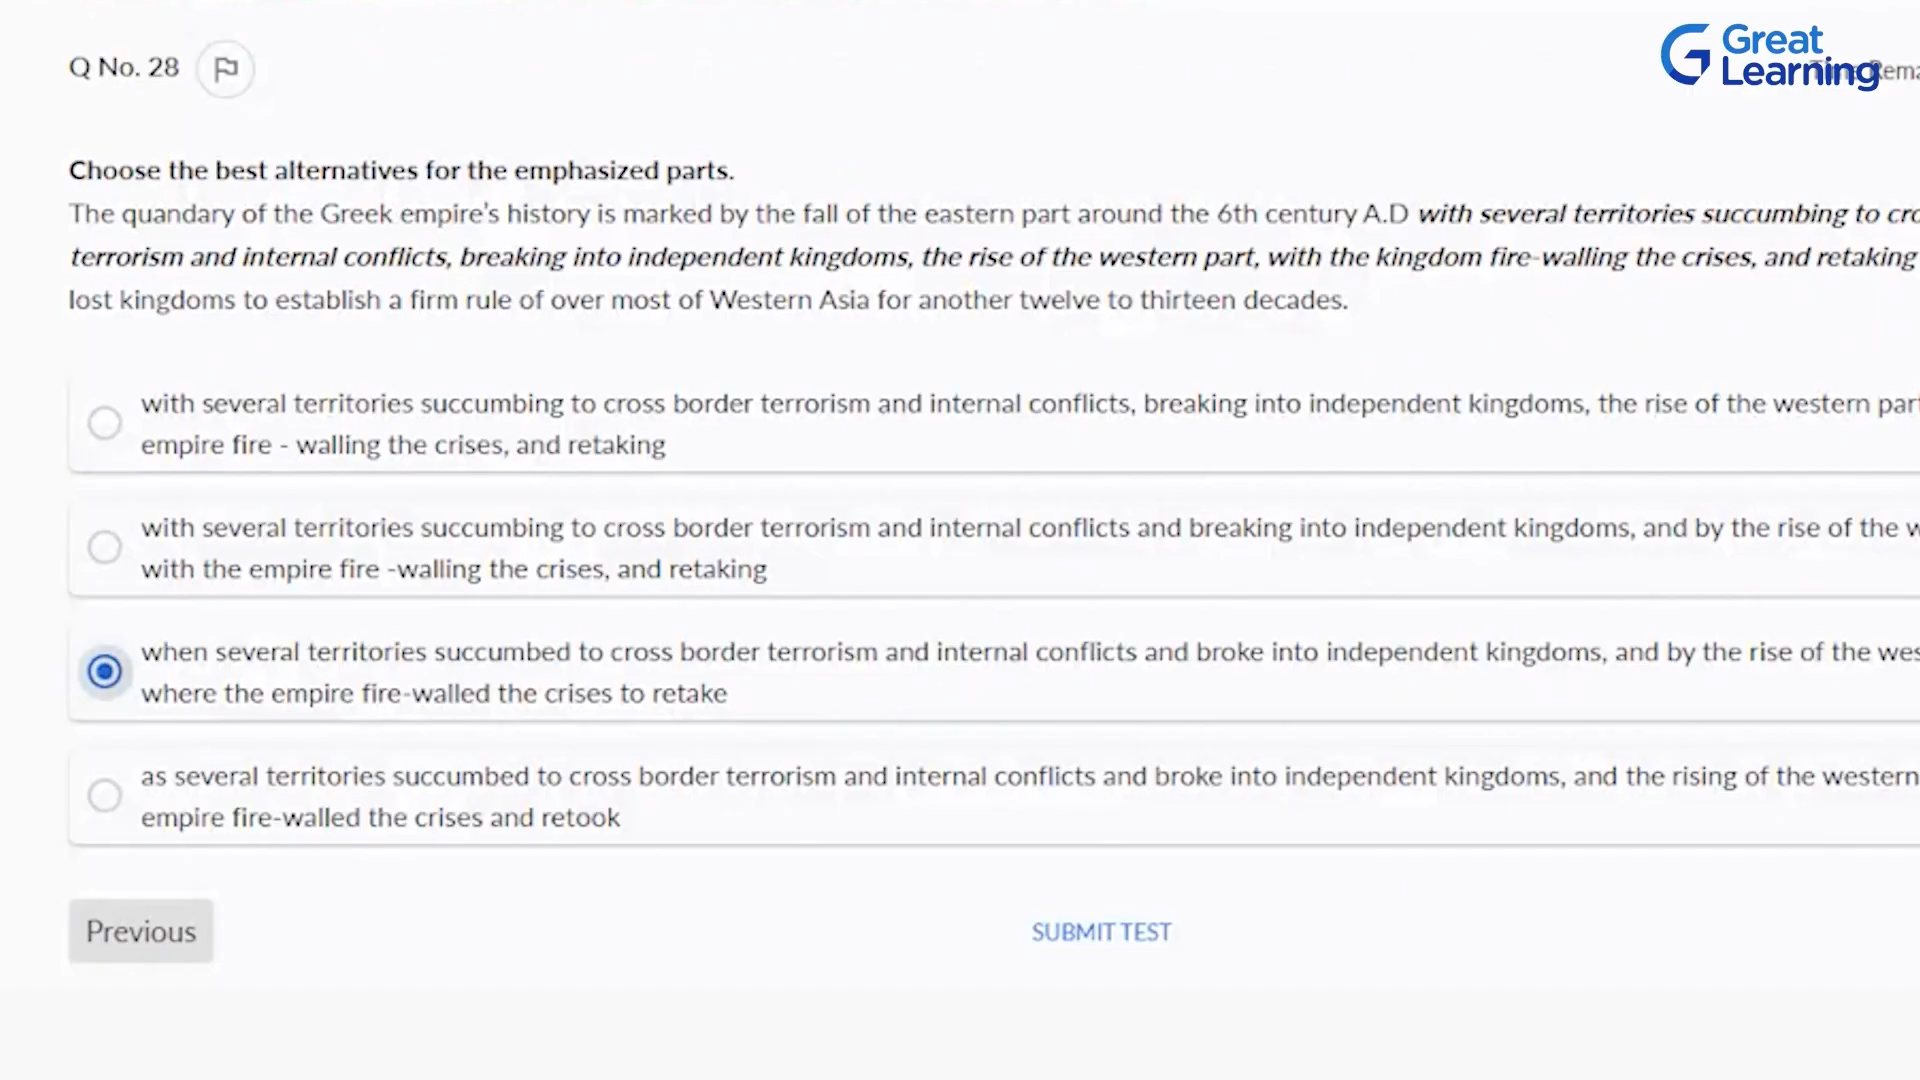 Q No. 28
Great
Learning
Choose the best alternatives for the emphasized parts.
The quandary of the Greek empire's history is marked by the fall of the eastern part around the 6th century A.D with several territories succumbing to
terrorism and internal conflicts, breaking into independent kingdoms, the rise of the western part, with the kingdom fire-walling the crises, and retaking
lost kingdoms to establish a firm rule of over most of Western Asia for another twelve to thirteen decades.
with several territories succumbing to cross border terrorism and internal conflicts, breaking into independent kingdoms, the rise of the western
empire fire - walling the crises, and retaking
with several territories succumbing to cross border terrorism and internal conflicts and breaking into independent kingdoms, and by the rise of the
with the empire fire -walling the crises, and retaking
when several territories succumbed to cross border terrorism and internal conflicts and broke into independent kingdoms, and by the rise of the
where the empire fire-walled the crises to retake
as several territories succumbed to cross border terrorism and internal conflicts and broke into independent kingdoms, and the rising of the western
empire fire-walled the crises and retook
Previous
SUBMIT TEST